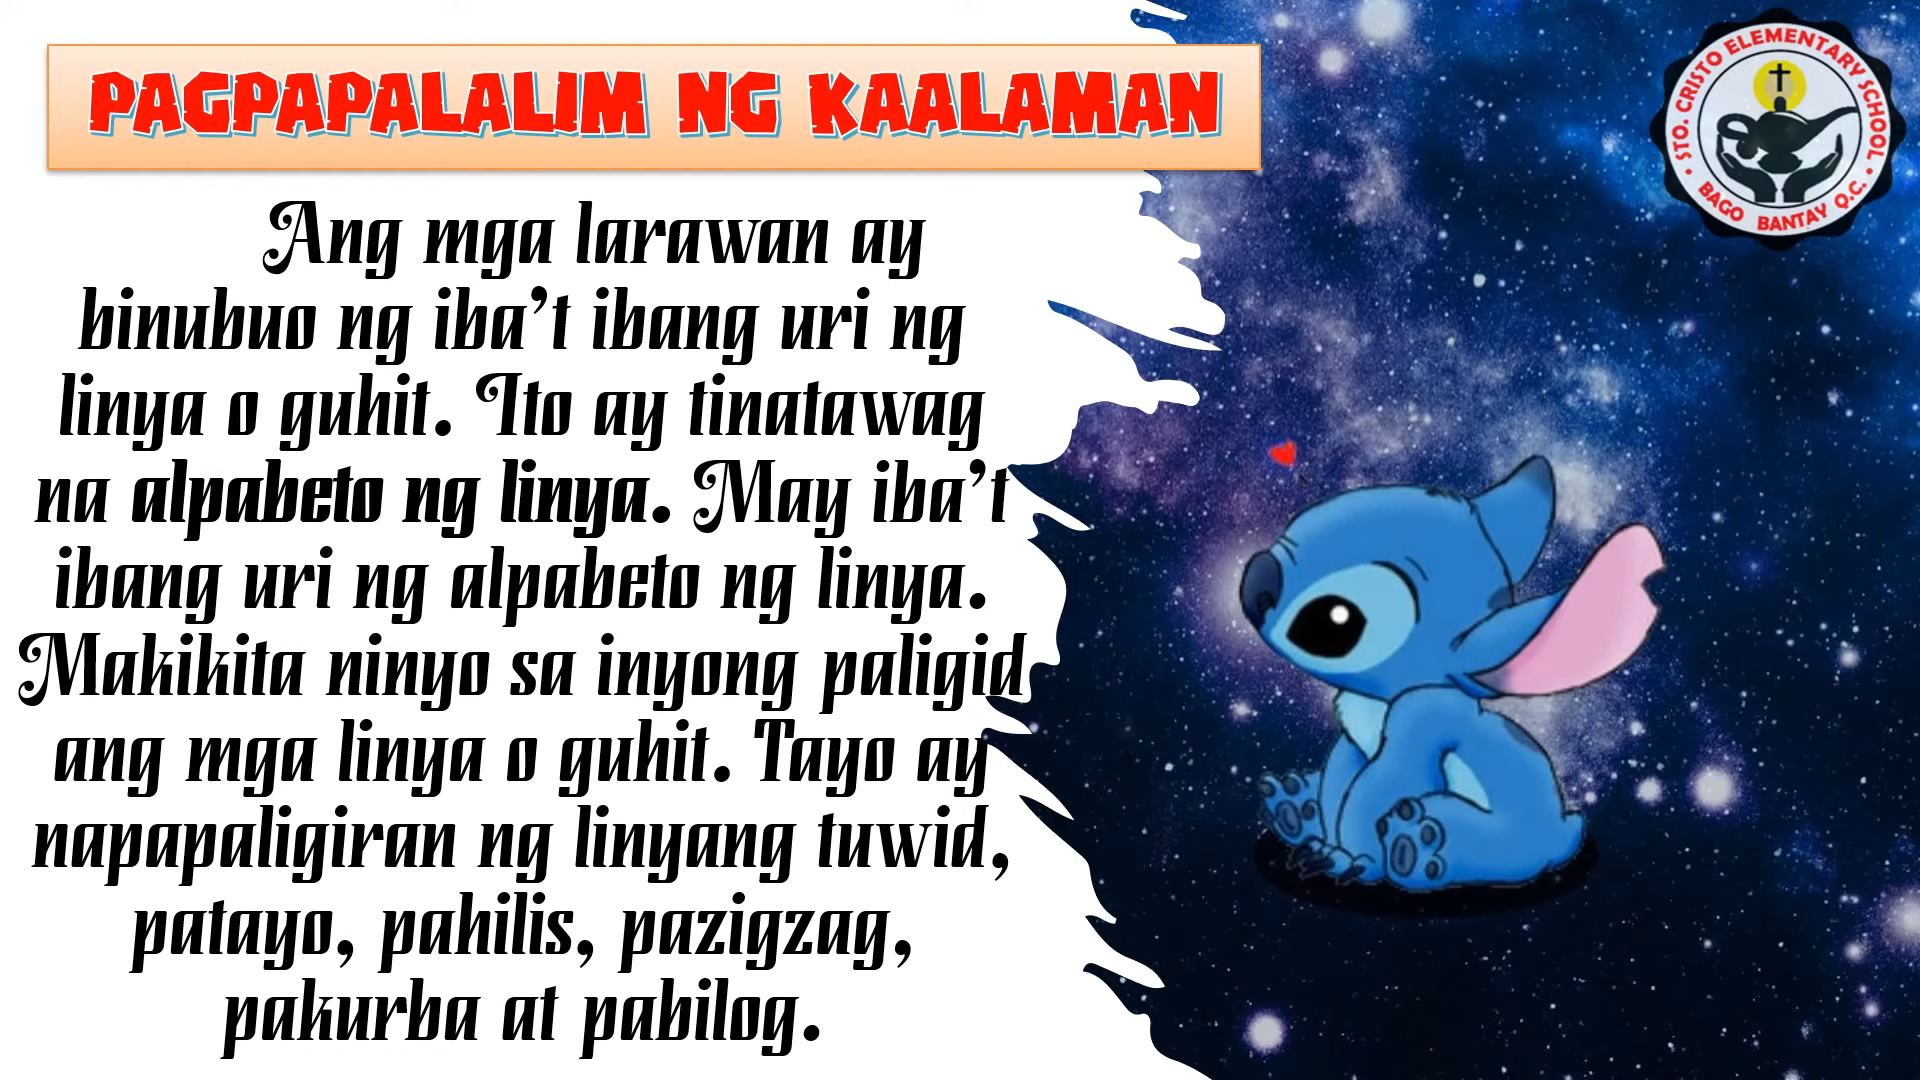 PAGPAPALALIM NG KAALAMAN
Ang mga larawan ay
binubuo ng iba't ibang uri ng
linya o guhit. Ito ay tinatawag
na alpabeto ng linya. May iba't
ibang uri ng alpabeto ng linya.
Makikita ninyo sa inyong paligid
ang mga linya o guhit. Tayo ay
napapaligiran ng linyang tuwid,
patayo, pahilis, pazigzag,
pakurba at pabilog.
STO. CRISTO ELEMENTARY SCHOOL
BAGO BANTAY Q.C.